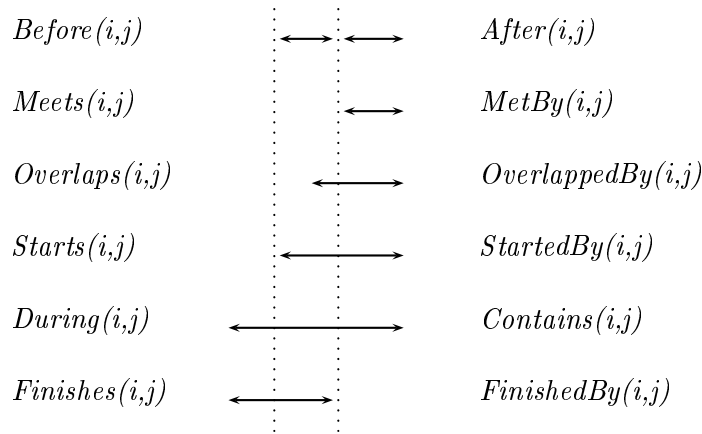 Before(i,j) After(i,j)
Meets(i,j) MetBy(i,j)
Overlaps(i,j) OverlappedBy(i,j)
Starts(i,j) StartedBy(i,j)
During(i,j) Contains(i,j)
Finishes(i,j) FinishedBy(i,j)